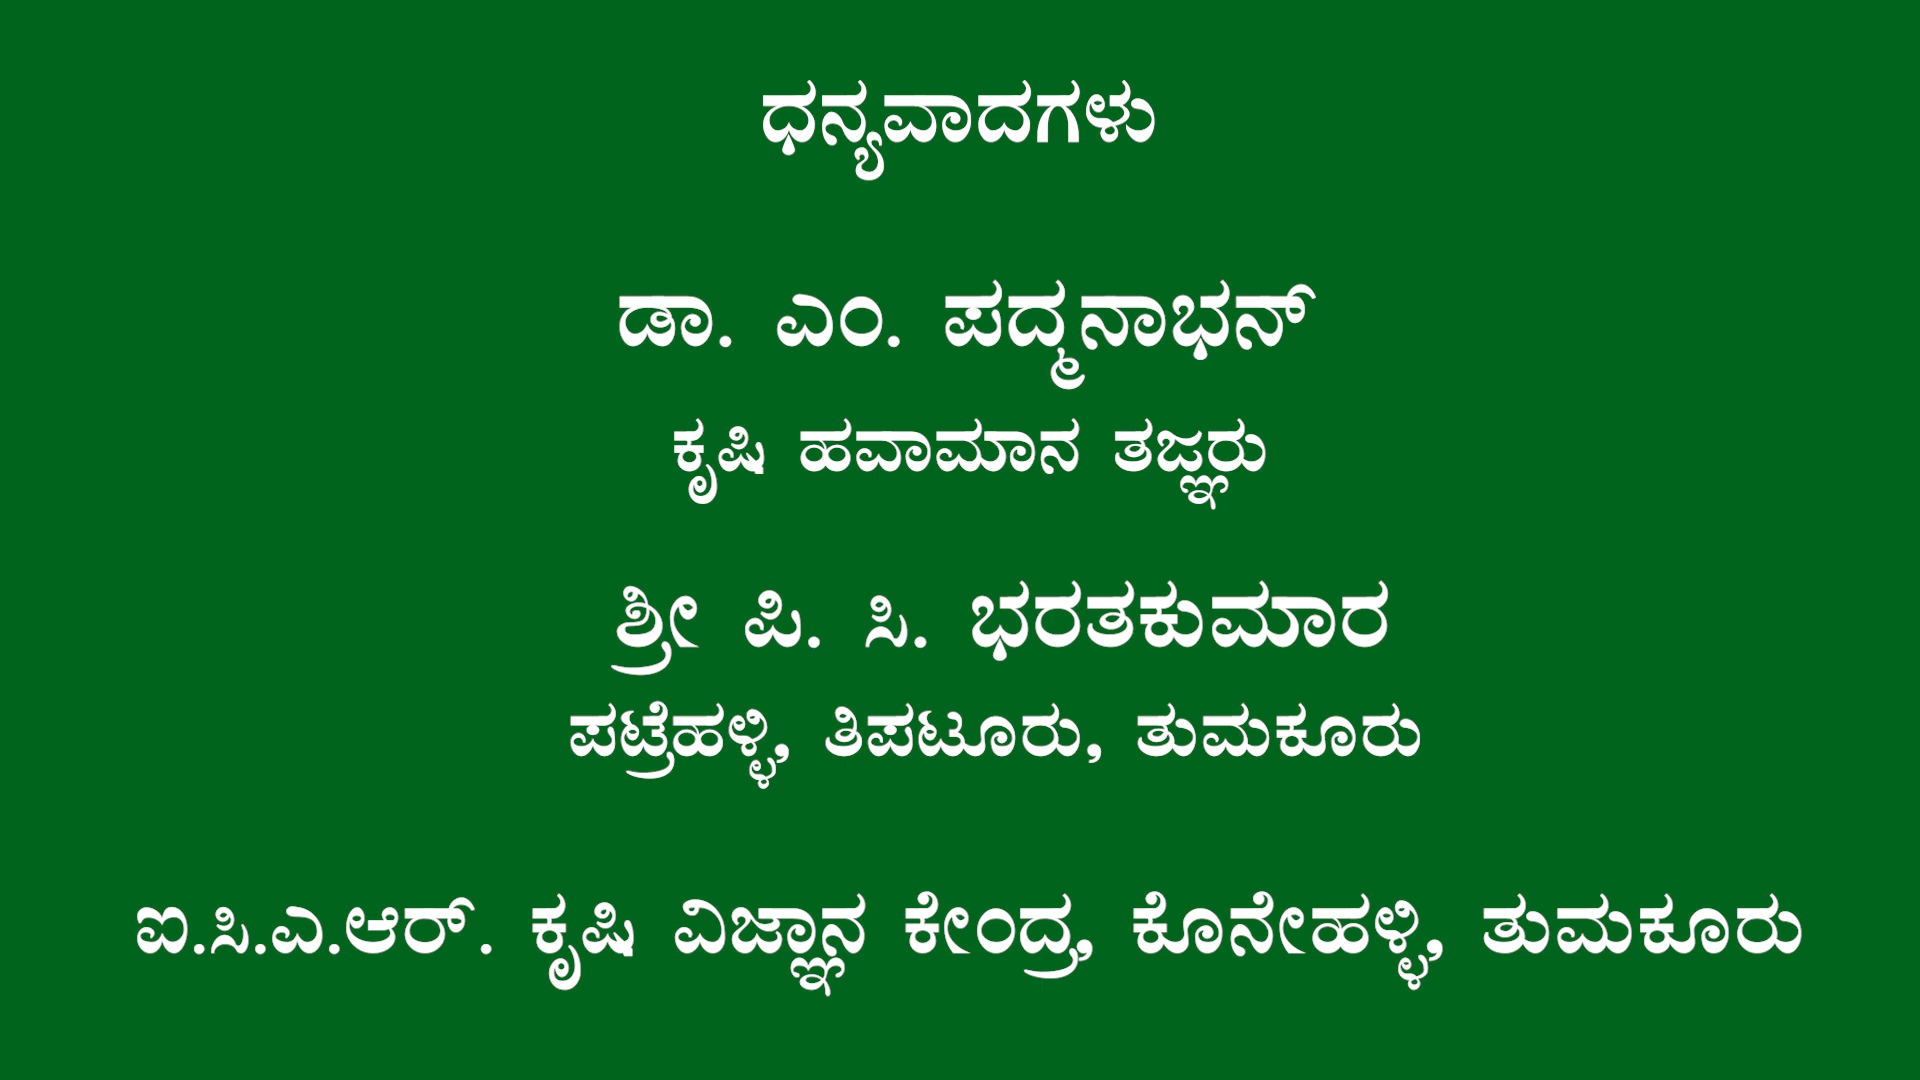 ಧನ್ಯವಾದಗಳು
ಡಾ. ಎಂ. ಪದ್ಮನಾಭನ್
ಕೃಷಿ ಹವಾಮಾನ ತಜ್ಞರು
ಶ್ರೀ ಪಿ. ಸಿ. ಭರತಕುಮಾರ
ಪಟ್ರೆಹಳ್ಳಿ, ತಿಪಟೂರು, ತುಮಕೂರು
ಐ.ಸಿ.ಎ.ಆರ್. ಕೃಷಿ ವಿಜ್ಞಾನ ಕೇಂದ್ರ, ಕೊನೇಹಳ್ಳಿ, ತುಮಕೂರು